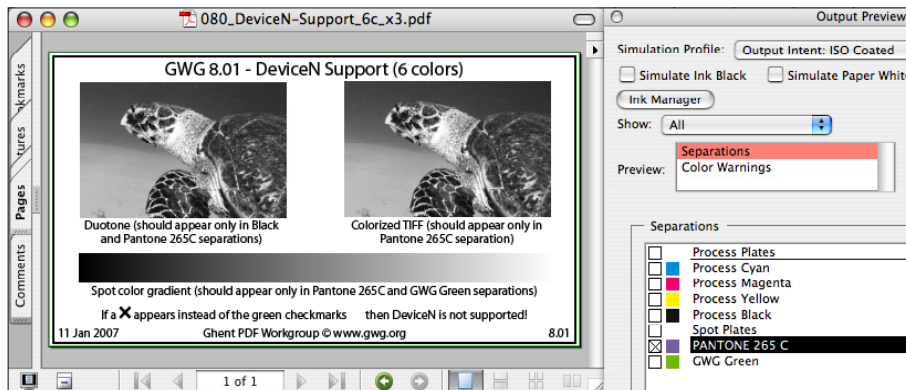 080_DeviceN-Support_6c_x3.pdf
GWG 8.01 - DeviceN Support (6 colors)
Duotone (should appear only in Black
and Pantone 265C separations)
Colorized TIFF (should appear only in
Pantone 265C separation)
Spot color gradient (should appear only in Pantone 265C and GWG Green separations)
If a X appears instead of the green checkmarks then DeviceN is not supported!
11 Jan 2007 Ghent PDF Workgroup © www.gwg.org 8.01
kmarks
tures
Pages
Comments
1 of 1
Output Preview
Simulation Profile: Output Intent: ISO Coated
Simulate Ink Black Simulate Paper Whit
Ink Manager
Show: All
Preview:
Separations
Color Warnings
Separations
Process Plates
Process Cyan
Process Magenta
Process Yellow
Process Black
Spot Plates
PANTONE 265 C
GWG Green